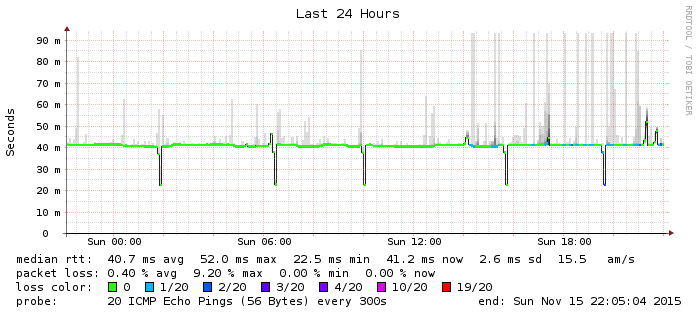 Last 24 Hours
RRDTOOL / TOBI OETIKER
Seconds
90 m
80 m
70 m
60 m
50 m
40 m
30 m
20 m
10 m
0
Sun 00:00 Sun 06:00 Sun 12:00 Sun 18:00
median rtt: 40.7 ms avg 52.0 ms max 22.5 ms min 41.2 ms now 2.6 ms sd 15.5 am/s
packet loss: 0.40 % avg 9.20 % max 0.00 % min 0.00 % now
loss color: 0 1/20 2/20 3/20 4/20 10/20 19/20
probe: 20 ICMP Echo Pings (56 Bytes) every 300s end: Sun Nov 15 22:05:04 2015